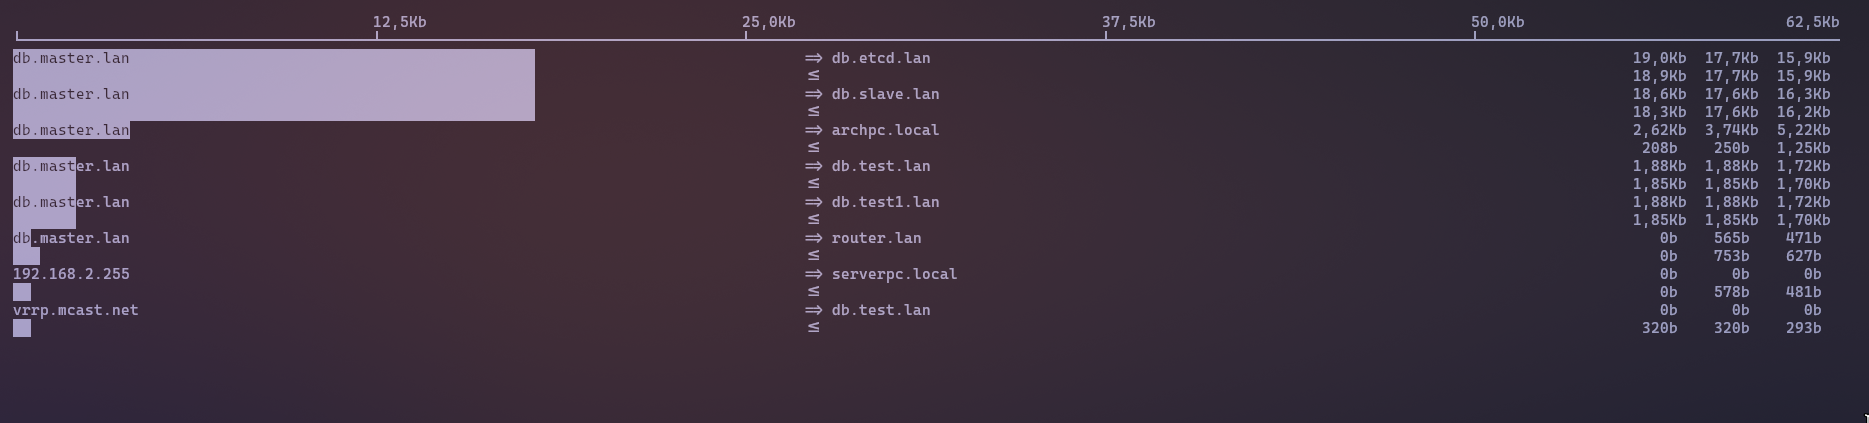 12,5Kb 25,0Kb 37,5Kb 50,0Kb 62,5Kb
db.master.lan => db.etcd.lan 19,0Kb 17,7Kb 15,9Kb
<= 18,9Kb 17,7Kb 15,9Kb
db.master.lan => db.slave.lan 18,6Kb 17,6Kb 16,3Kb
<= 18,3Kb 17,6Kb 16,2Kb
db.master.lan => archpc.local 2,62Kb 3,74Kb 5,22Kb
<= 208b 250b 1,25Kb
db.master.lan => db.test.lan 1,88Kb 1,88Kb 1,72Kb
<= 1,85Kb 1,85Kb 1,70Kb
db.master.lan => db.test1.lan 1,88Kb 1,88Kb 1,72Kb
<= 1,85Kb 1,85Kb 1,70Kb
db.master.lan => router.lan 0b 565b 471b
<= 0b 753b 627b
192.168.2.255 => serverpc.local 0b 0b 0b
<= 0b 578b 481b
vrrp.mcast.net => db.test.lan 0b 0b 0b
<= 320b 320b 293b